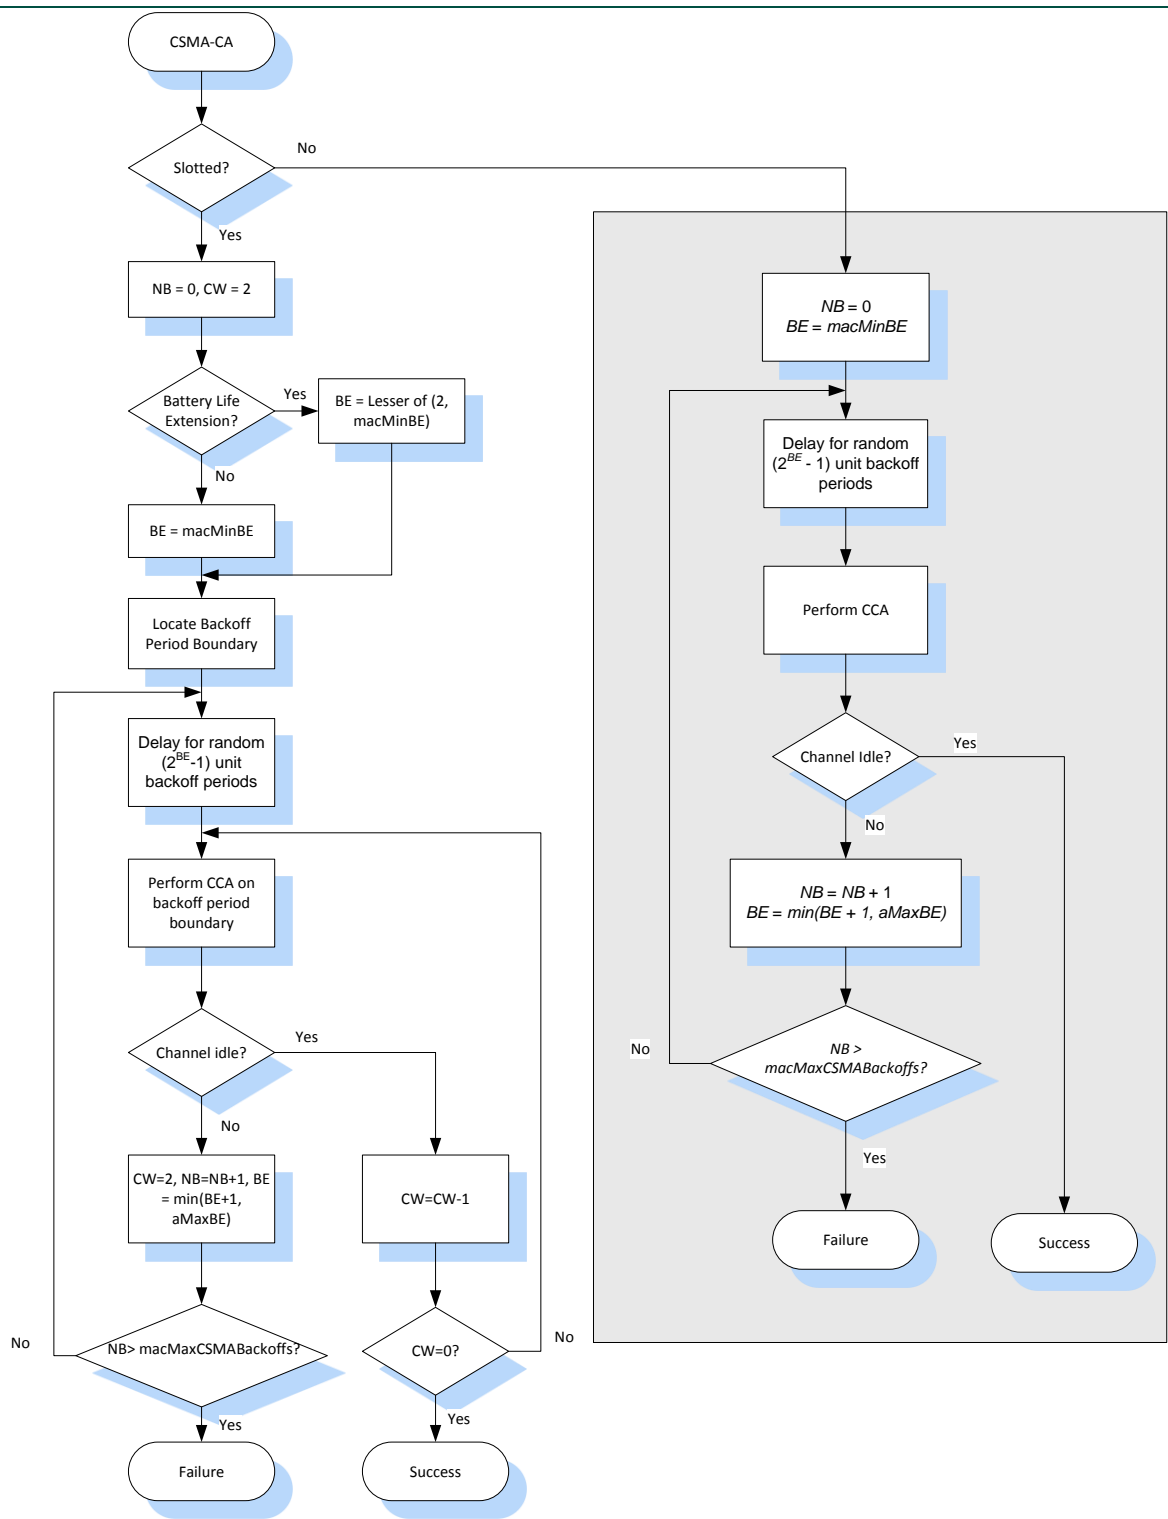 CSMA-CA
Slotted?
No
Yes
NB = 0, CW = 2
Battery Life
Extension?
Yes
BE = Lesser of (2,
macMinBE)
No
BE = macMinBE
Locate Backoff
Period Boundary
Delay for random
(2^BE-1) unit
backoff periods
Perform CCA on
backoff period
boundary
Channel idle?
Yes
No
CW=2, NB=NB+1, BE
= min(BE+1,
aMaxBE)
CW=CW-1
NB> macMaxCSMABackoffs?
No
CW=0?
No
Yes
Yes
Failure
Success
NB = 0
BE = macMinBE
Delay for random
(2^BE - 1) unit backoff
periods
Perform CCA
Channel Idle?
Yes
No
NB = NB + 1
BE = min(BE + 1, aMaxBE)
NB >
macMaxCSMABackoffs?
No
Yes
Failure
Success